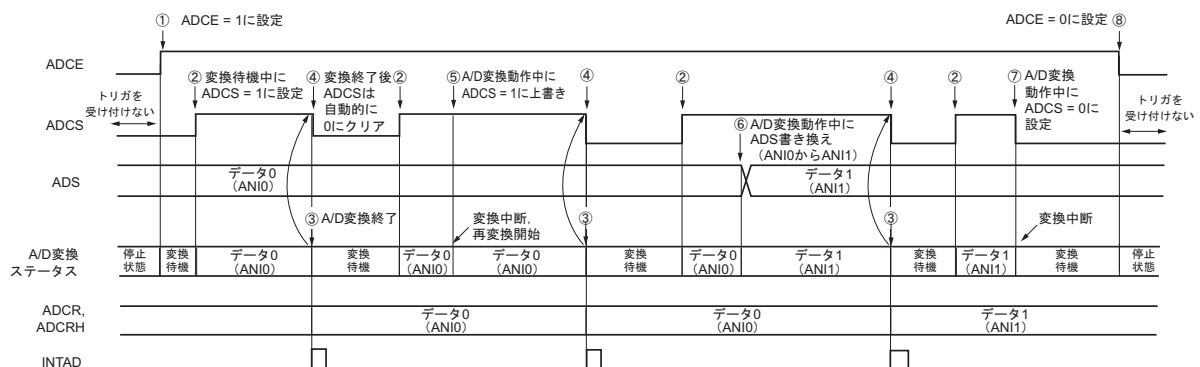 ① ADCE = 1に設定
ADCE = 0に設定 ⑧
ADCE
② 変換待機中に
ADCS = 1に設定
④ 変換終了後
ADCSは
自動的に
0にクリア
②
⑤ A/D変換動作中に
ADCS = 1に上書き
④
②
④
②
⑦ A/D変換
動作中に
ADCS = 0に
設定
トリガを
受け付けない
トリガを
受け付けない
ADCS
⑥ A/D変換動作中に
ADS書き換え
(ANI0からANI1)
ADS
データ0
(ANI0)
データ1
(ANI1)
③ A/D変換終了
変換中断,
再変換開始
③
③
変換中断
A/D変換
ステータス
停止
状態
変換
待機
データ0
(ANI0)
変換
待機
データ0
(ANI0)
データ0
(ANI0)
変換
待機
データ0
(ANI0)
データ1
(ANI1)
変換
待機
データ1
(ANI1)
変換
待機
停止
状態
ADCR,
ADCRH
データ0
(ANI0)
データ0
(ANI0)
データ1
(ANI1)
INTAD